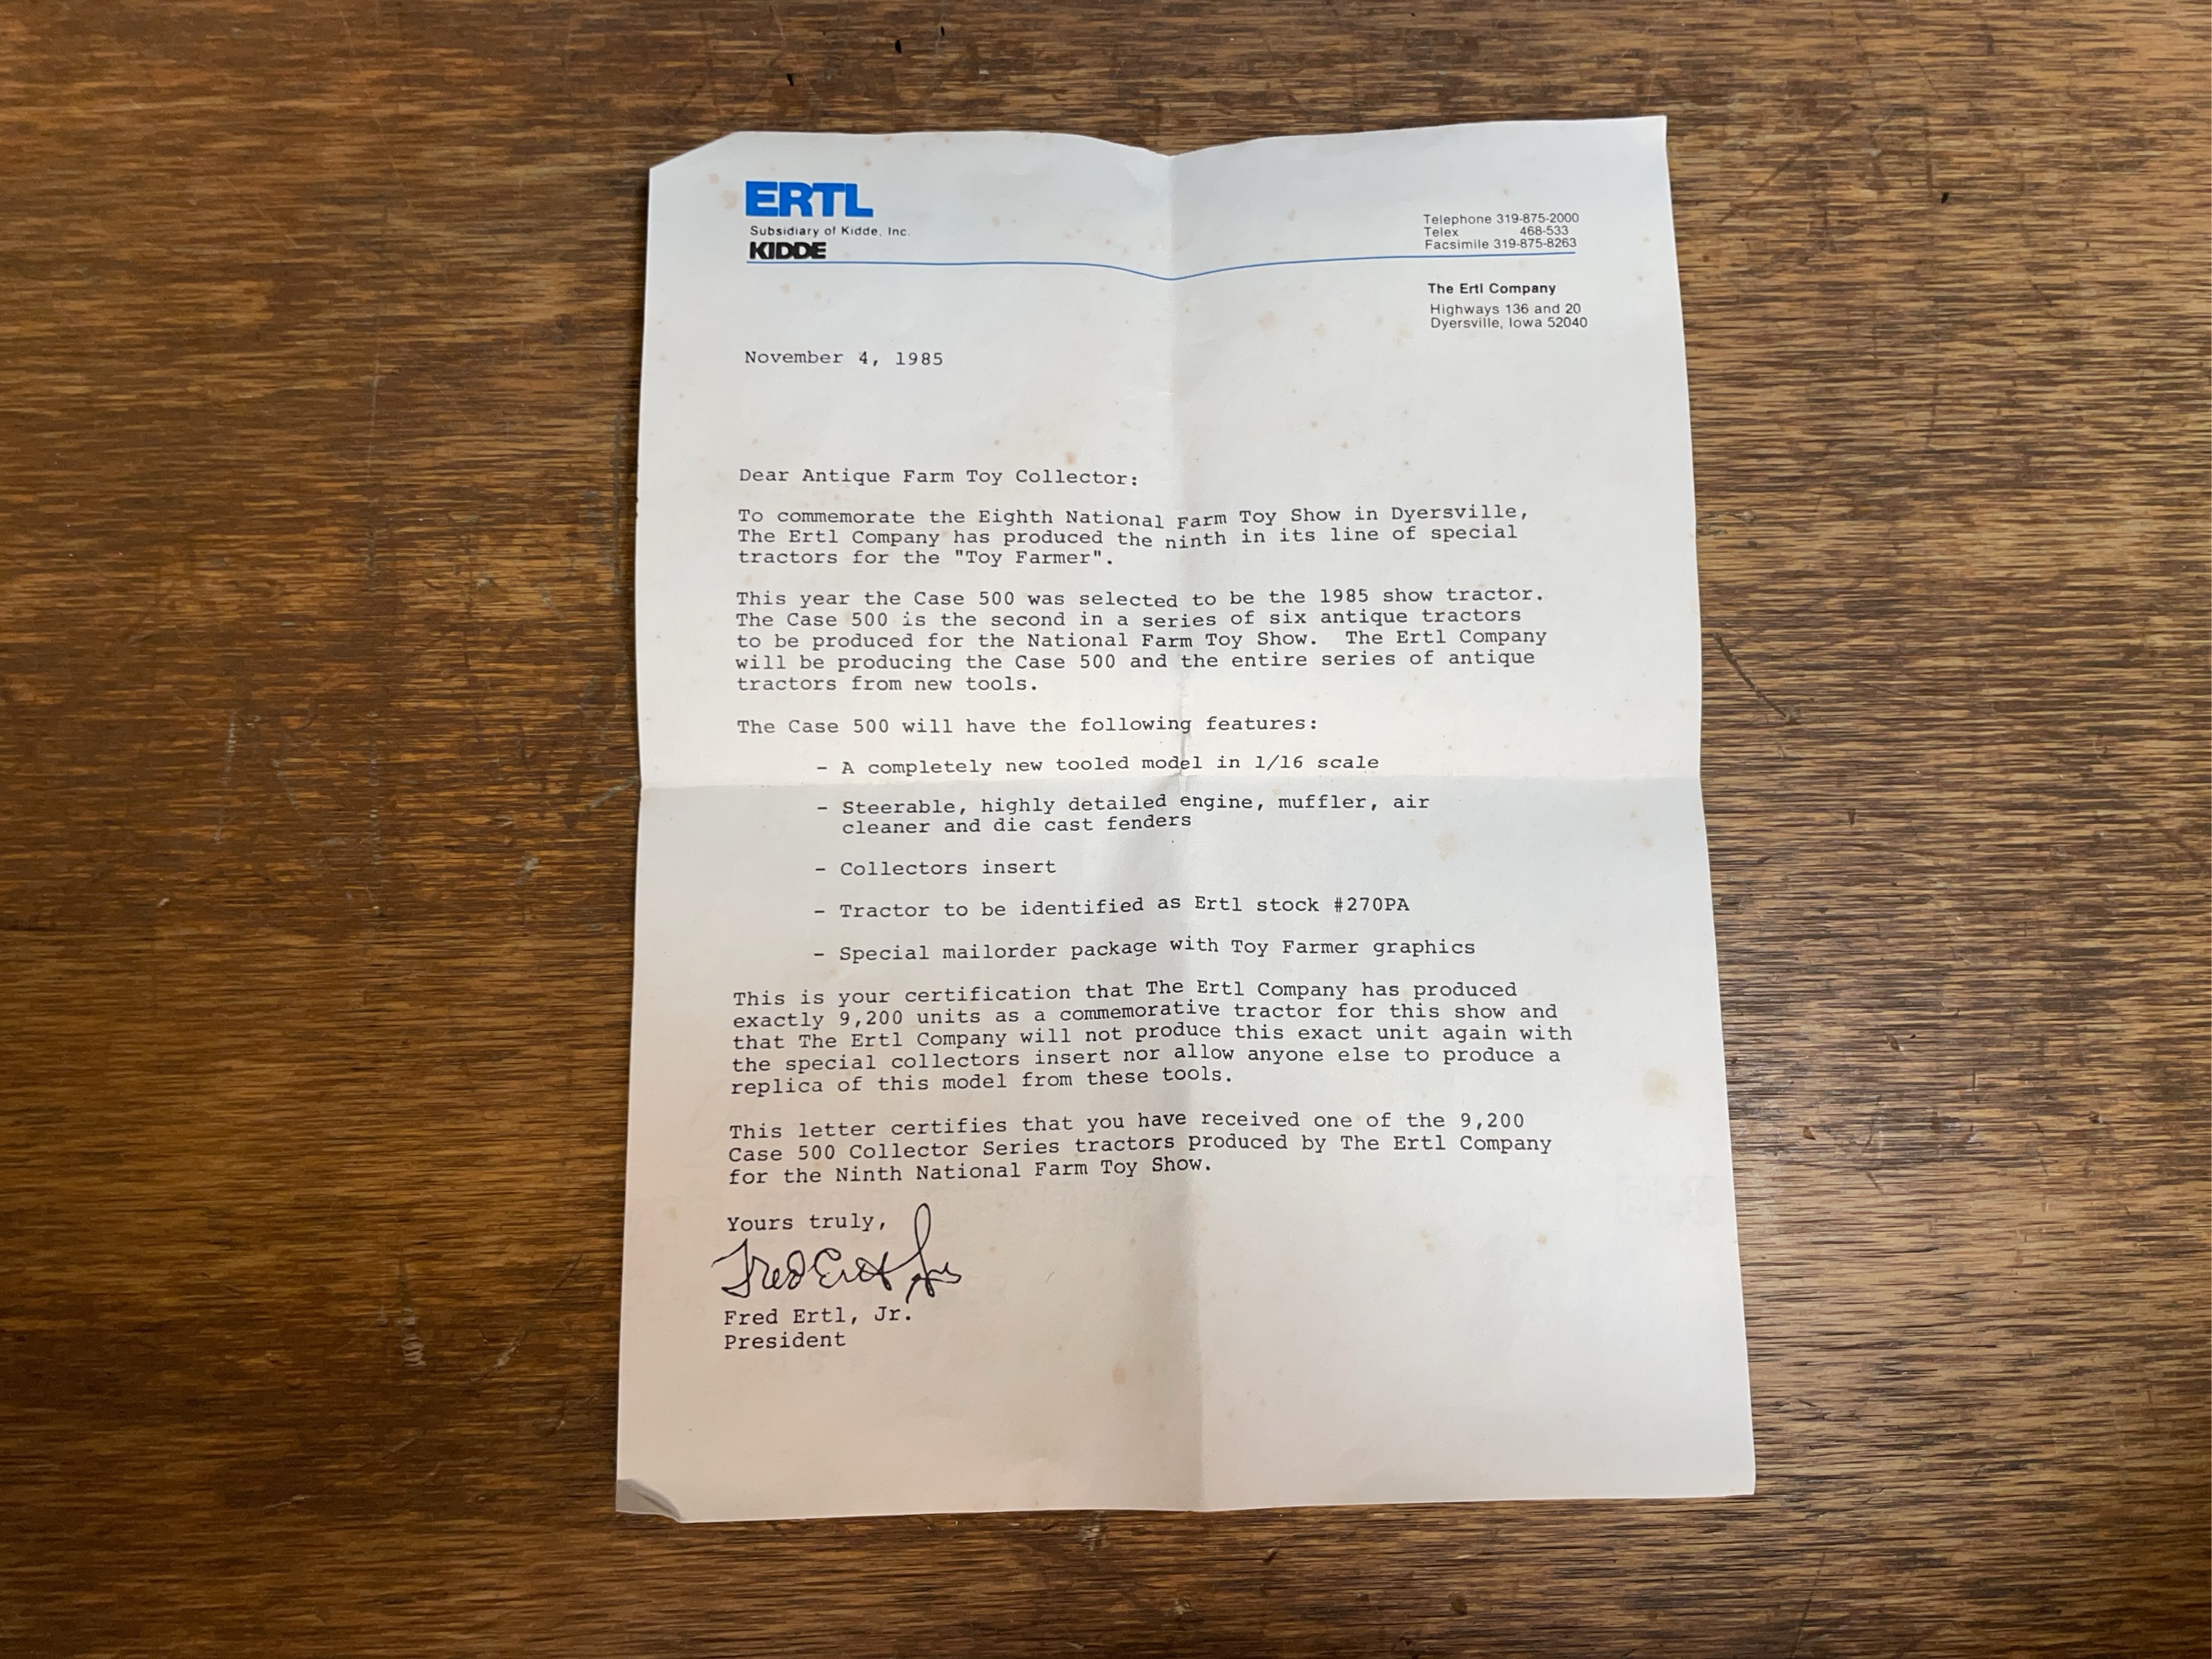 ERTL
Subsidiary of Kidde, Inc.
KIDDE
Telephone 319-875-2000
Telex 468-533
Facsimile 319-875-8263
The Ertl Company
Highways 136 and 20
Dyersville, Iowa 52040
November 4, 1985
Dear Antique Farm Toy Collector:
To commemorate the Eighth National Farm Toy Show in Dyersville,
The Ertl Company has produced the ninth in its line of special
tractors for the "Toy Farmer".
This year the Case 500 was selected to be the 1985 show tractor.
The Case 500 is the second in a series of six antique tractors
to be produced for the National Farm Toy Show. The Ertl Company
will be producing the Case 500 and the entire series of antique
tractors from new tools.
The Case 500 will have the following features:
- A completely new tooled model in 1/16 scale
- Steerable, highly detailed engine, muffler, air
cleaner and die cast fenders
- Collectors insert
- Tractor to be identified as Ertl stock #270PA
- Special mailorder package with Toy Farmer graphics
This is your certification that The Ertl Company has produced
exactly 9,200 units as a commemorative tractor for this show and
that The Ertl Company will not produce this exact unit again with
the special collectors insert nor allow anyone else to produce a
replica of this model from these tools.
This letter certifies that you have received one of the 9,200
Case 500 Collector Series tractors produced by The Ertl Company
for the Ninth National Farm Toy Show.
Yours truly,
Fred Ertl Jr
Fred Ertl, Jr.
President